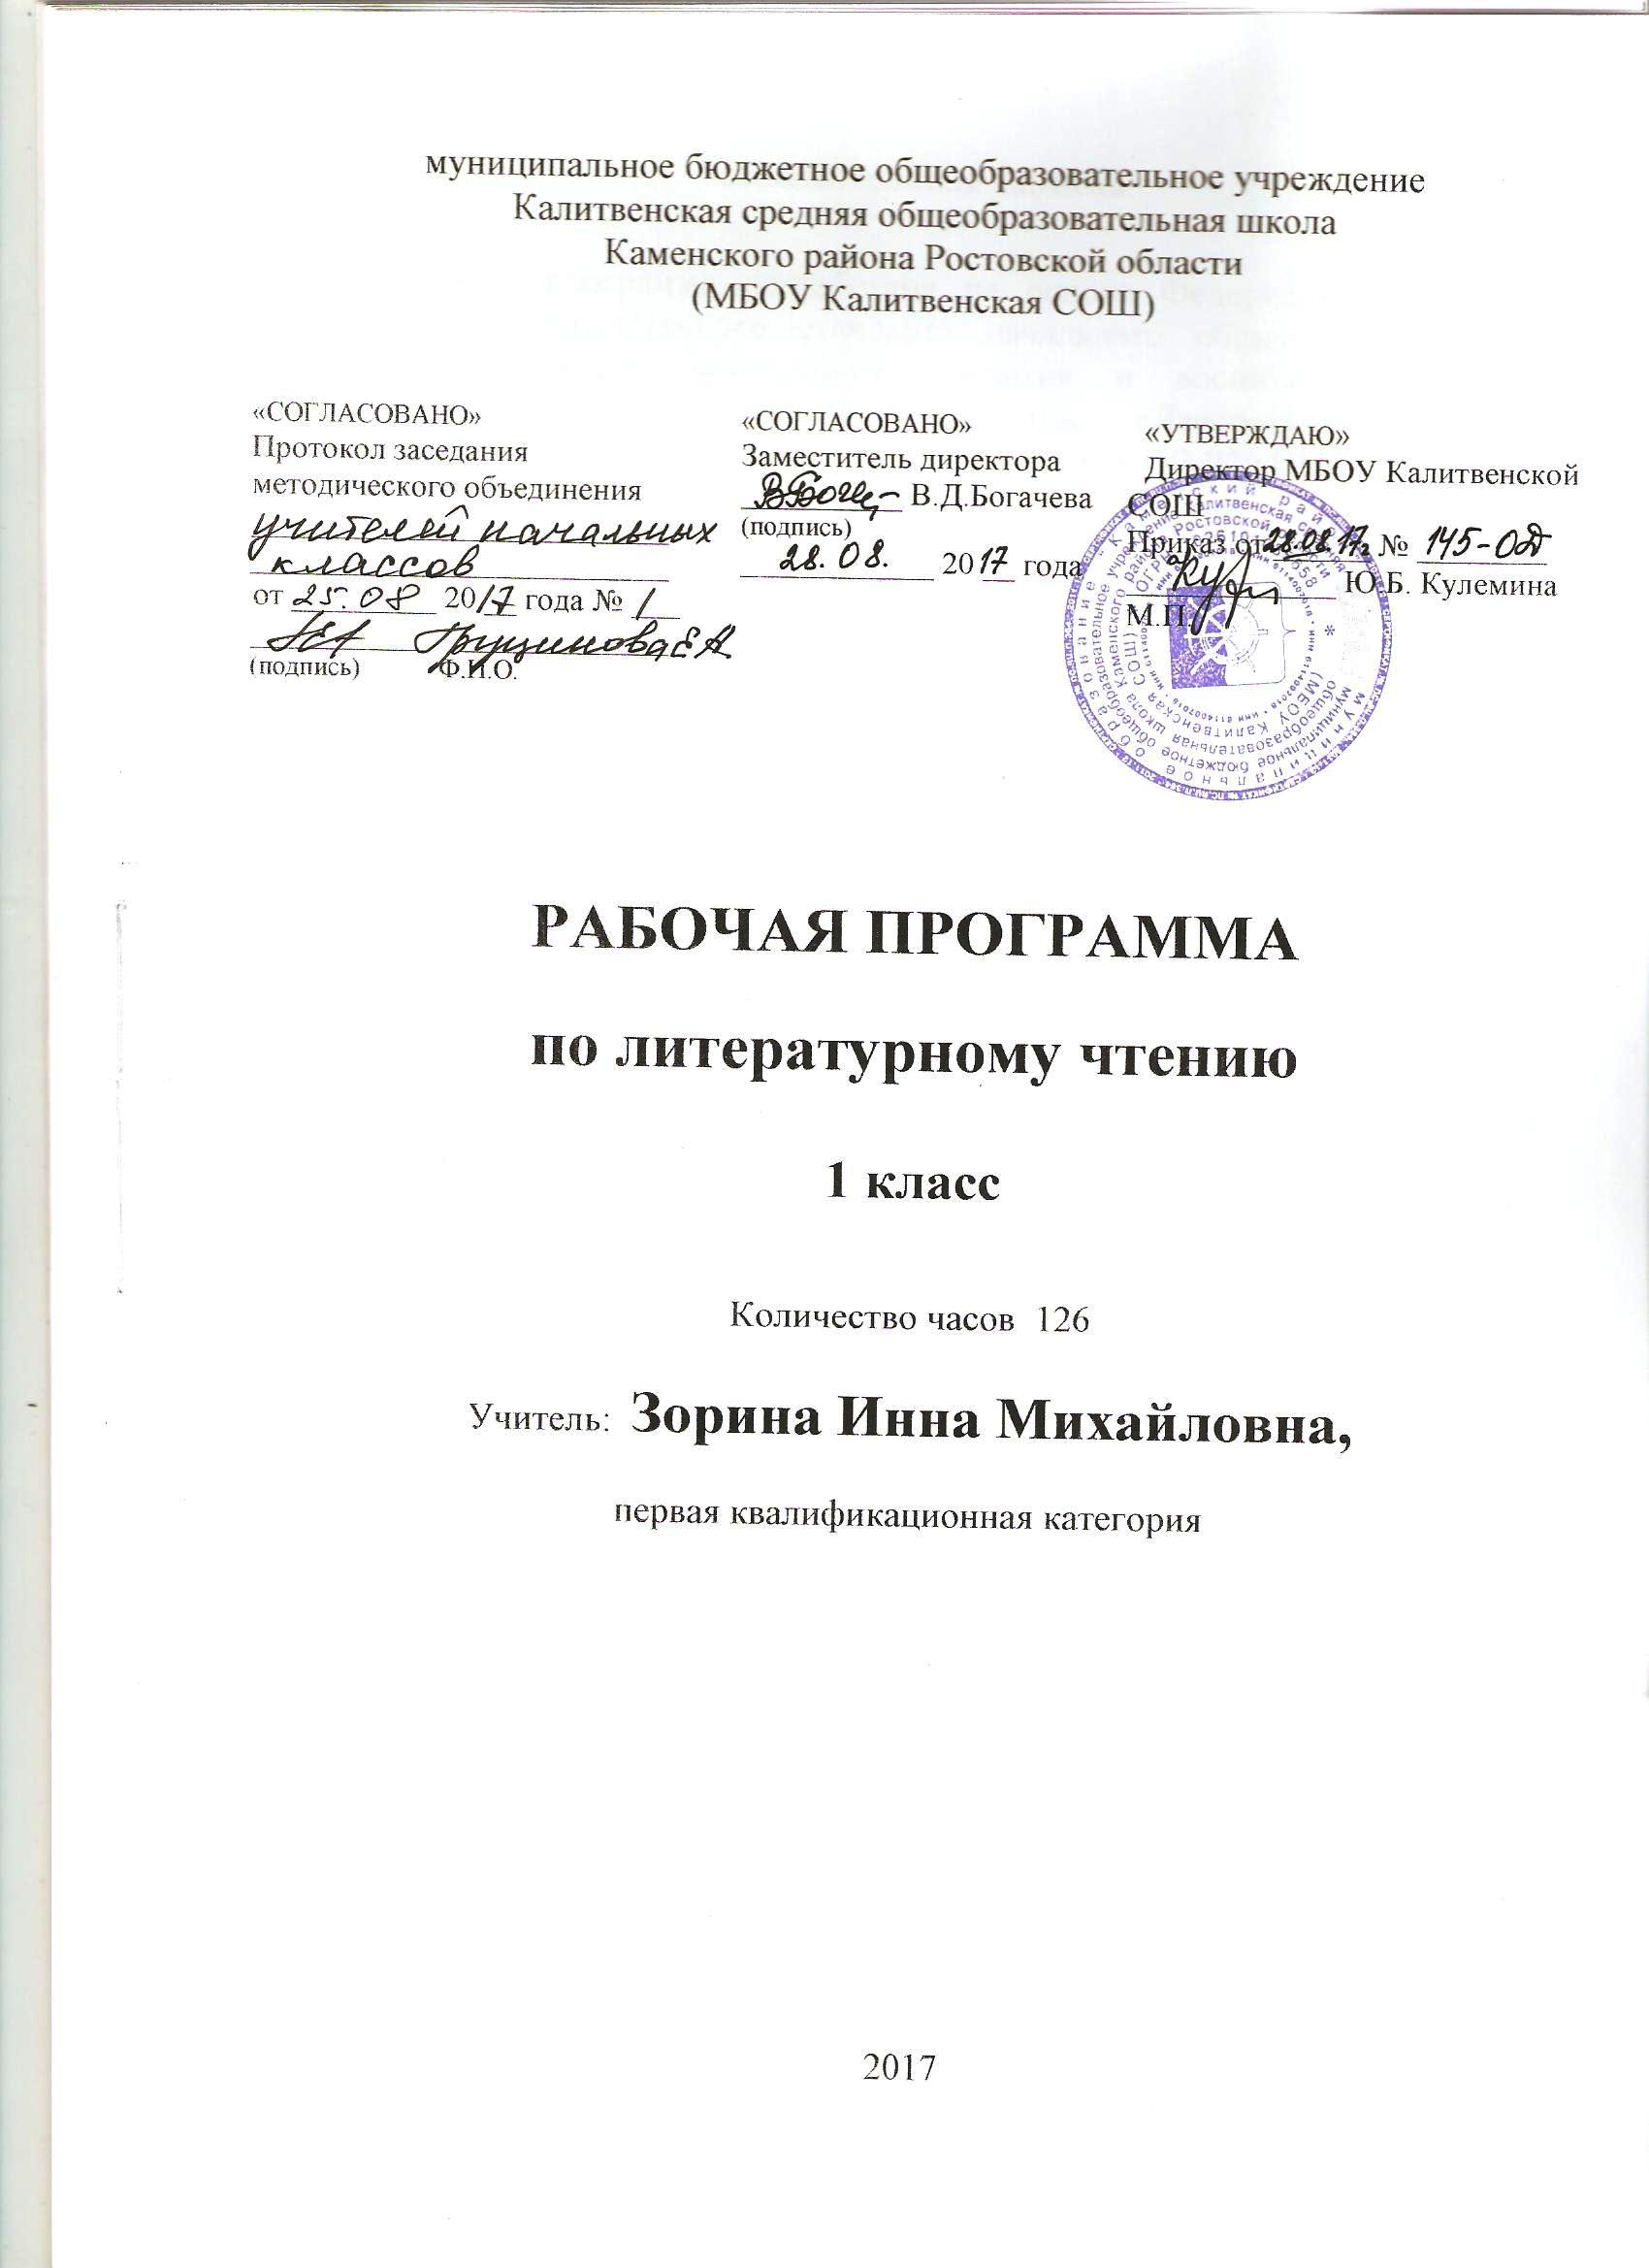 муниципальное бюджетное общеобразовательное учреждение
Калитвенская средняя общеобразовательная школа
Каменского района Ростовской области
(МБОУ Калитвенская СОШ)
«СОГЛАСОВАНО»
Протокол заседания
методического объединения
учителей начальных
классов
от 25.08 2017 года № 1
Грущинова Е А
(подпись) Ф.И.О.
«СОГЛАСОВАНО»
Заместитель директора
В.Д.Богачева
(подпись)
28.08. 2017 года
«УТВЕРЖДАЮ»
Директор МБОУ Калитвенской
СОШ
Приказ от 28.08.17г № 145-ОД
Ю.Б. Кулемина
М.П.
РАБОЧАЯ ПРОГРАММА
по литературному чтению
1 класс
Количество часов 126
Учитель: Зорина Инна Михайловна,
первая квалификационная категория
2017